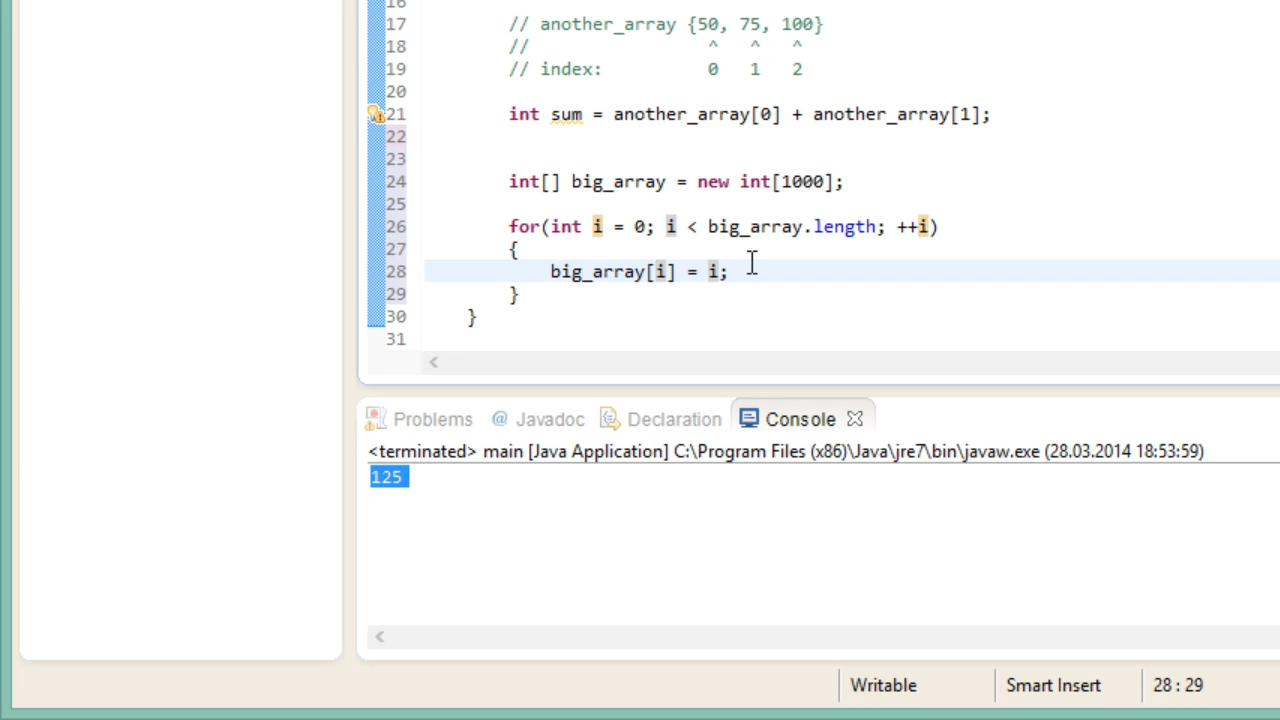 16
17 // another_array {50, 75, 100}
18 // ^ ^ ^
19 // index: 0 1 2
20
21 int sum = another_array[0] + another_array[1];
22
23
24 int[] big_array = new int[1000];
25
26 for(int i = 0; i < big_array.length; ++i)
27 {
28 big_array[i] = i;
29 }
30 }
31
Problems @ Javadoc Declaration Console
<terminated> main [Java Application] C:\Program Files (x86)\Java\jre7\bin\javaw.exe (28.03.2014 18:53:59)
125
Writable Smart Insert 28 : 29